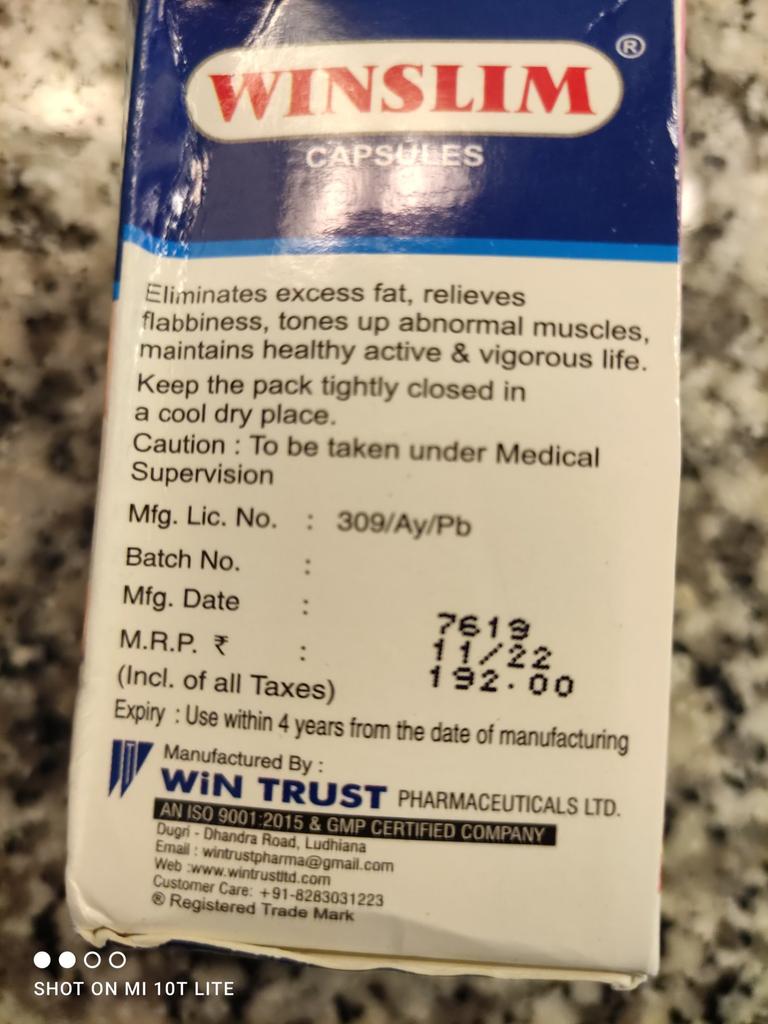 WINSLIM ®
CAPSULES
Eliminates excess fat, relieves
flabbiness, tones up abnormal muscles,
maintains healthy active & vigorous life.
Keep the pack tightly closed in
a cool dry place.
Caution : To be taken under Medical
Supervision
Mfg. Lic. No. : 309/Ay/Pb
Batch No. : 7619
Mfg. Date : 11/22
M.R.P. ₹ : 192.00
(Incl. of all Taxes)
Expiry : Use within 4 years from the date of manufacturing
Manufactured By :
WiN TRUST PHARMACEUTICALS LTD.
AN ISO 9001:2015 & GMP CERTIFIED COMPANY
Dugri - Dhandra Road, Ludhiana
Email : wintrustpharma@gmail.com
Web :www.wintrustltd.com
Customer Care: +91-8283031223
® Registered Trade Mark
SHOT ON MI 10T LITE